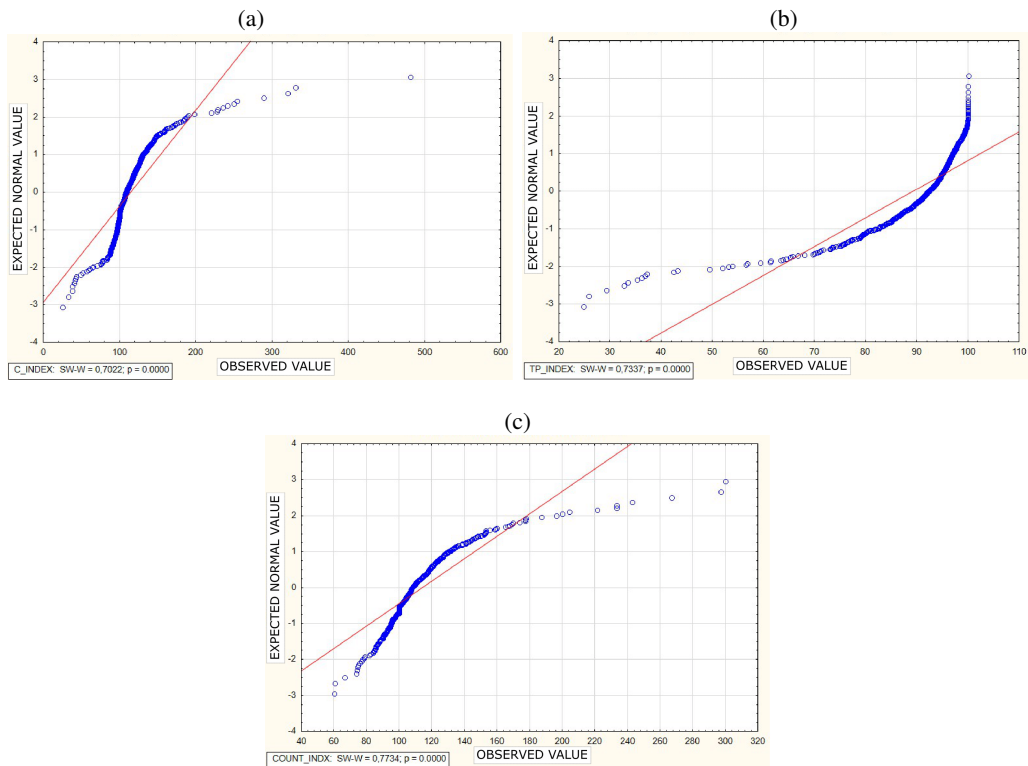 (a)
EXPECTED NORMAL VALUE
4
3
2
1
0
-1
-2
-3
-4
0 100 200 300 400 500 600
OBSERVED VALUE
C_INDEX: SW-W = 0,7022; p = 0.0000
(b)
EXPECTED NORMAL VALUE
4
3
2
1
0
-1
-2
-3
-4
20 30 40 50 60 70 80 90 100 110
OBSERVED VALUE
TP_INDEX: SW-W = 0,7337; p = 0.0000
(c)
EXPECTED NORMAL VALUE
4
3
2
1
0
-1
-2
-3
-4
40 60 80 100 120 140 160 180 200 220 240 260 280 300 320
OBSERVED VALUE
COUNT_INDX: SW-W = 0,7734; p = 0.0000